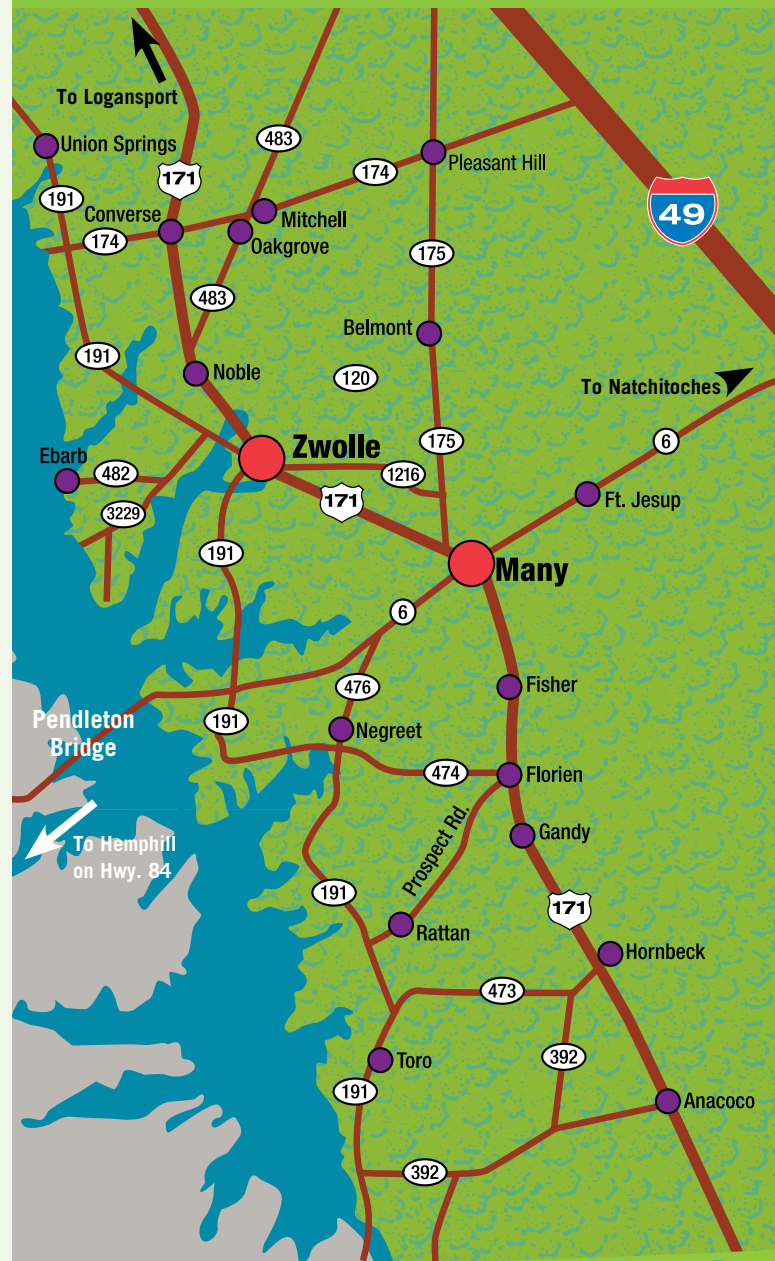 To Logansport
Union Springs
483
171
174
Pleasant Hill
191
Converse
Mitchell
49
174
Oakgrove
175
483
Belmont
191
Noble
120
To Natchitoches
Zwolle
175
6
Ebarb
482
1216
171
Ft. Jesup
3229
191
Many
6
476
Fisher
Pendleton
Bridge
191
Negreet
474
Florien
To Hemphill
on Hwy. 84
Prospect Rd.
Gandy
191
171
Rattan
Hornbeck
473
392
Toro
191
Anacoco
392